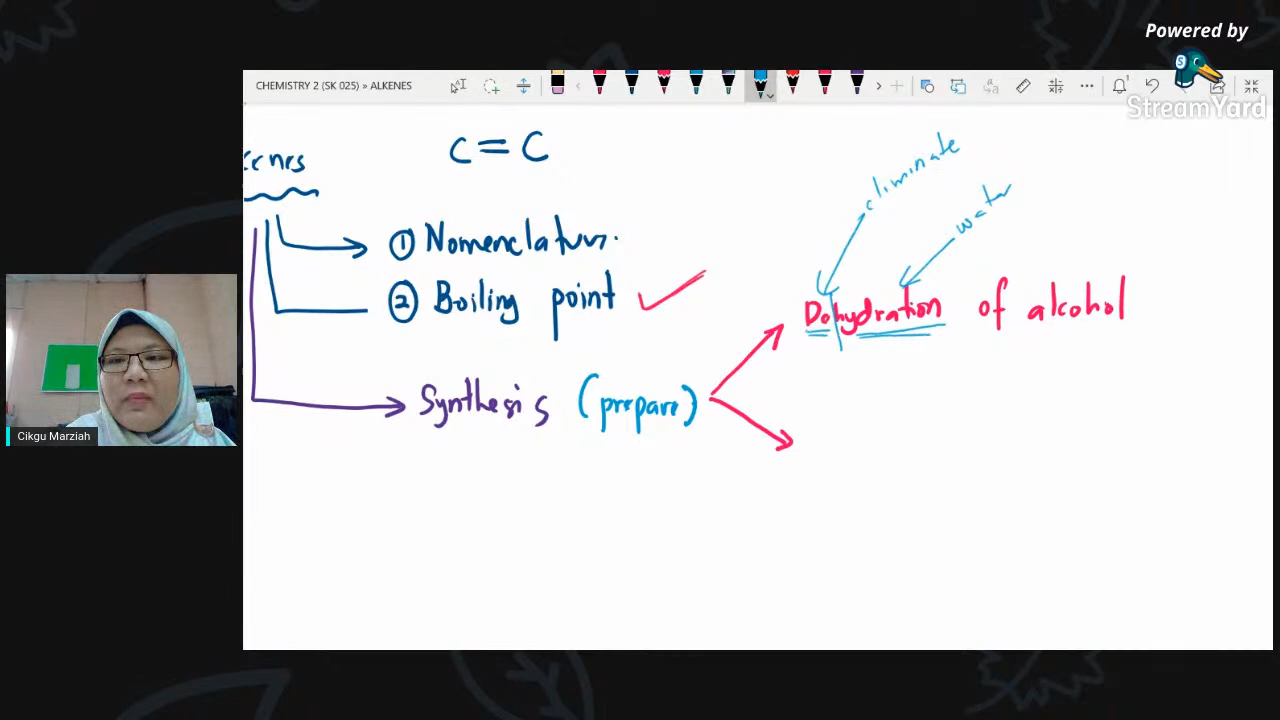 Powered by
StreamYard
CHEMISTRY 2 (SK 025) » ALKENES
C = C
① Nomenclature.
② Boiling point
Synthesis (prepare)
eliminate
water
Dehydration of alcohol
Cikgu Marziah